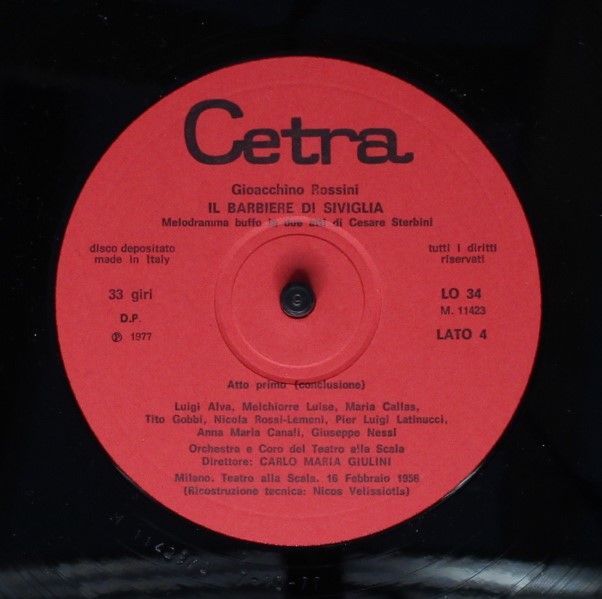 Cetra
Gioacchino Rossini
IL BARBIERE DI SIVIGLIA
Melodramma buffo in due atti di Cesare Sterbini
disco depositato
made in Italy
tutti i diritti
riservati
33 giri
LO 34
M. 11423
D.P.
℗ 1977
LATO 4
Atto primo (conclusione)
Luigi Alva, Melchiorre Luise, Maria Callas,
Tito Gobbi, Nicola Rossi-Lemeni, Pier Luigi Latinucci,
Anna Maria Canali, Giuseppe Nessi
Orchestra e Coro del Teatro alla Scala
Direttore: CARLO MARIA GIULINI
Milano. Teatro alla Scala. 16 Febbraio 1956
(Ricostruzione tecnica: Nicos Velissiotis)